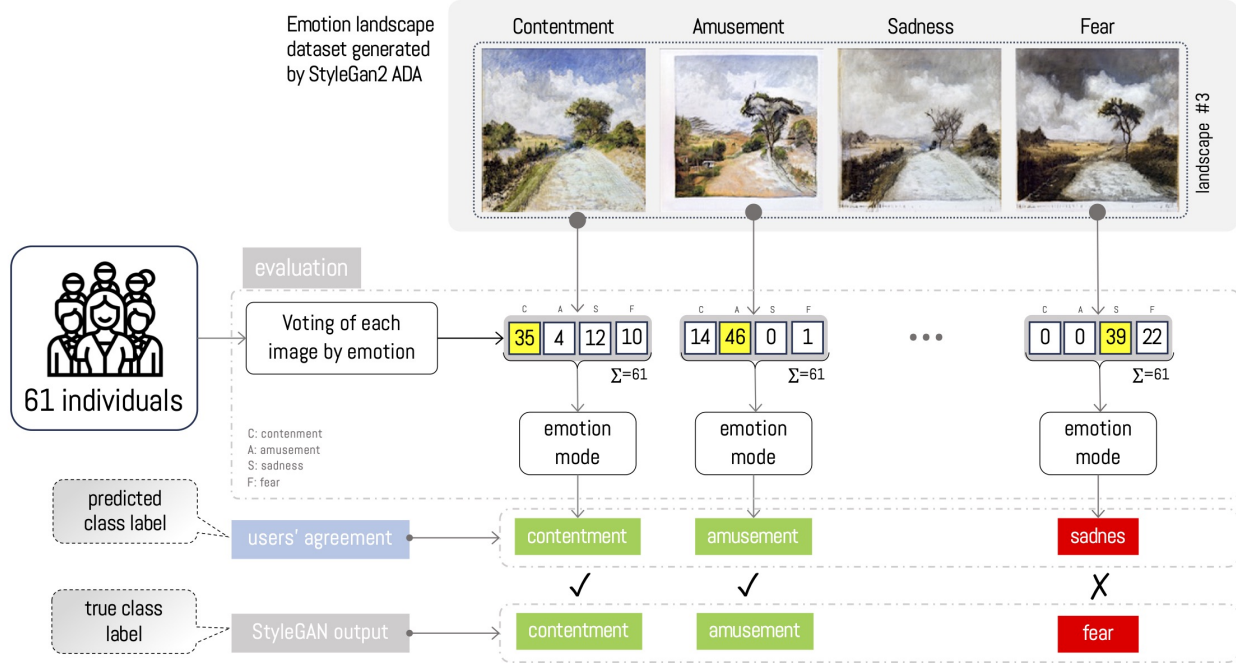 Emotion landscape
dataset generated
by StyleGan2 ADA
Contentment
Amusement
Sadness
Fear
landscape #3
61 individuals
evaluation
Voting of each
image by emotion
C A S F
35 4 12 10
Σ=61
C A S F
14 46 0 1
Σ=61
...
C A S F
0 0 39 22
Σ=61
emotion
mode
emotion
mode
emotion
mode
C: contenment
A: amusement
S: sadness
F: fear
predicted
class label
users' agreement
contentment
amusement
sadnes
✓ ✓ ✗
true class
label
StyleGAN output
contentment
amusement
fear